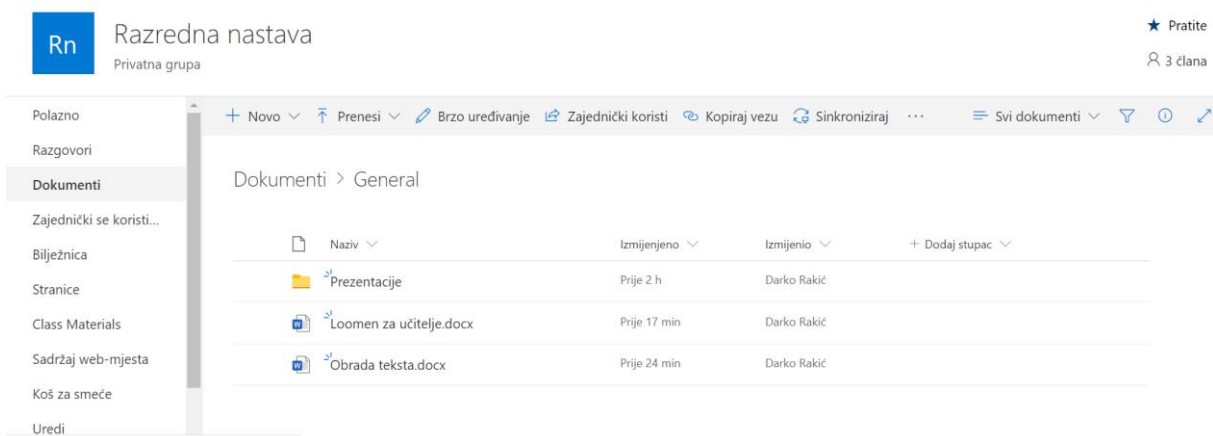 Rn
Razredna nastava
Privatna grupa
Pratite
3 člana
Polazno
Razgovori
Dokumenti
Zajednički se koristi...
Bilježnica
Stranice
Class Materials
Sadržaj web-mjesta
Koš za smeće
Uredi
+ Novo Prenesi Brzo uređivanje Zajednički koristi Kopiraj vezu Sinkroniziraj ... Svi dokumenti
Dokumenti > General
Naziv Izmijenjeno Izmijenio + Dodaj stupac
Prezentacije Prije 2 h Darko Rakić
Loomen za učitelje.docx Prije 17 min Darko Rakić
Obrada teksta.docx Prije 24 min Darko Rakić